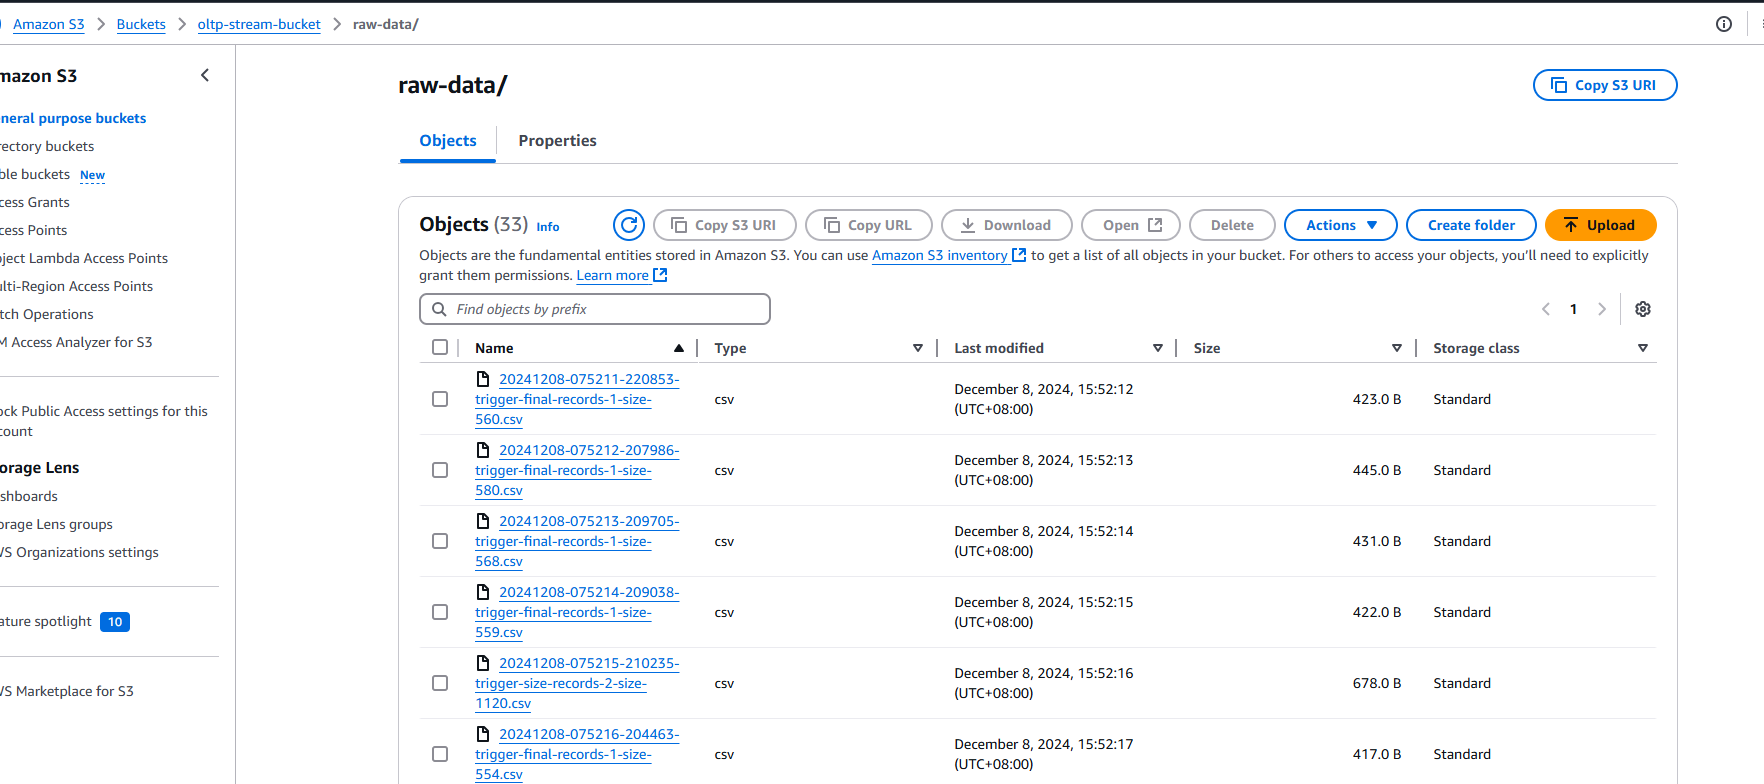 Amazon S3 > Buckets > oltp-stream-bucket > raw-data/
mazon S3
neral purpose buckets
rectory buckets
ble buckets New
cess Grants
cess Points
ject Lambda Access Points
ulti-Region Access Points
tch Operations
M Access Analyzer for S3
ock Public Access settings for this
count
orage Lens
shboards
orage Lens groups
VS Organizations settings
ature spotlight 10
VS Marketplace for S3
raw-data/
Copy S3 URI
Objects Properties
Objects (33) Info
Copy S3 URI Copy URL Download Open Delete Actions Create folder Upload
Objects are the fundamental entities stored in Amazon S3. You can use Amazon S3 inventory to get a list of all objects in your bucket. For others to access your objects, you'll need to explicitly
grant them permissions. Learn more
Find objects by prefix
1
Name Type Last modified Size Storage class
20241208-075211-220853-
trigger-final-records-1-size-
560.csv
csv
December 8, 2024, 15:52:12
(UTC+08:00)
423.0 B
Standard
20241208-075212-207986-
trigger-final-records-1-size-
580.csv
csv
December 8, 2024, 15:52:13
(UTC+08:00)
445.0 B
Standard
20241208-075213-209705-
trigger-final-records-1-size-
568.csv
csv
December 8, 2024, 15:52:14
(UTC+08:00)
431.0 B
Standard
20241208-075214-209038-
trigger-final-records-1-size-
559.csv
csv
December 8, 2024, 15:52:15
(UTC+08:00)
422.0 B
Standard
20241208-075215-210235-
trigger-size-records-2-size-
1120.csv
csv
December 8, 2024, 15:52:16
(UTC+08:00)
678.0 B
Standard
20241208-075216-204463-
trigger-final-records-1-size-
554.csv
csv
December 8, 2024, 15:52:17
(UTC+08:00)
417.0 B
Standard